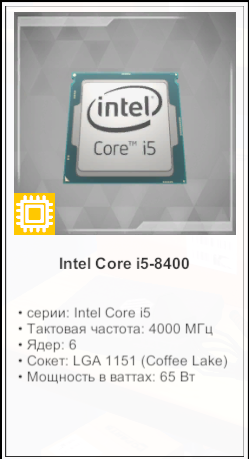 intel
Core™ i5
Intel Core i5-8400
• серии: Intel Core i5
• Тактовая частота: 4000 МГц
• Ядер: 6
• Сокет: LGA 1151 (Coffee Lake)
• Мощность в ваттах: 65 Вт